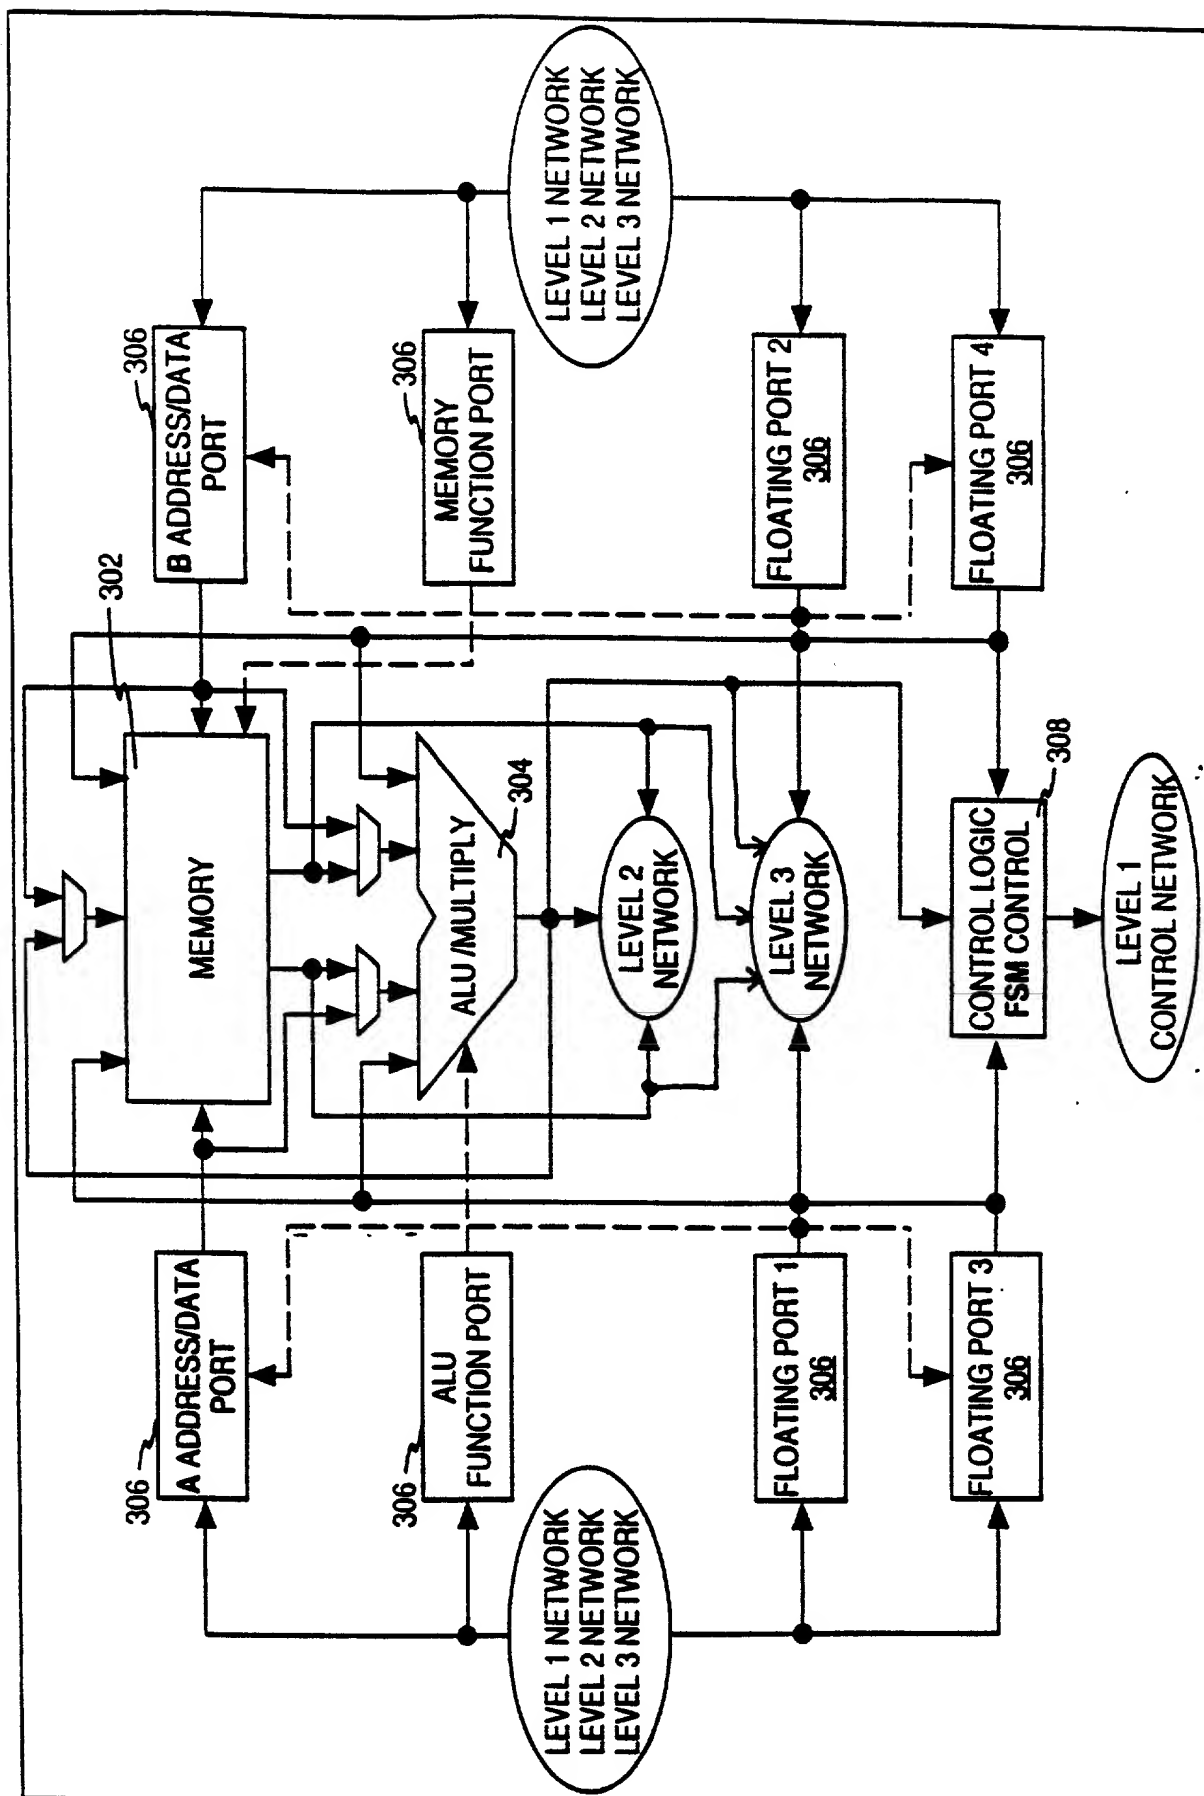 306
A ADDRESS/DATA
PORT
MEMORY
302
B ADDRESS/DATA
PORT
306
306
ALU
FUNCTION PORT
ALU /MULTIPLY
304
MEMORY
FUNCTION PORT
306
LEVEL 1 NETWORK
LEVEL 2 NETWORK
LEVEL 3 NETWORK
LEVEL 2
NETWORK
LEVEL 1 NETWORK
LEVEL 2 NETWORK
LEVEL 3 NETWORK
FLOATING PORT 1
306
LEVEL 3
NETWORK
FLOATING PORT 2
306
FLOATING PORT 3
306
CONTROL LOGIC
FSM CONTROL
308
FLOATING PORT 4
306
LEVEL 1
CONTROL NETWORK